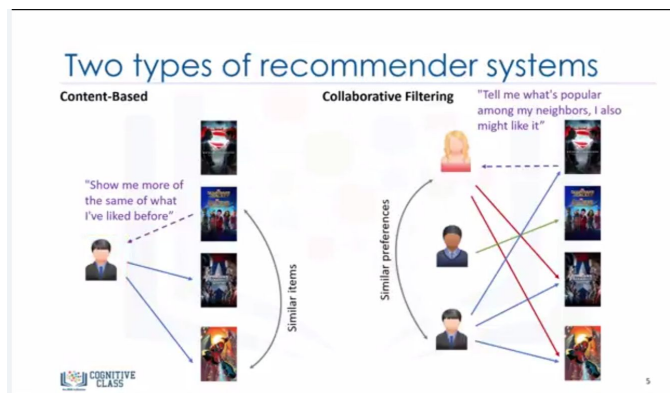 Two types of recommender systems
Content-Based
"Show me more of
the same of what
I've liked before"
Similar items
Collaborative Filtering
"Tell me what's popular
among my neighbors, I also
might like it"
Similar preferences
COGNITIVE
CLASS
5